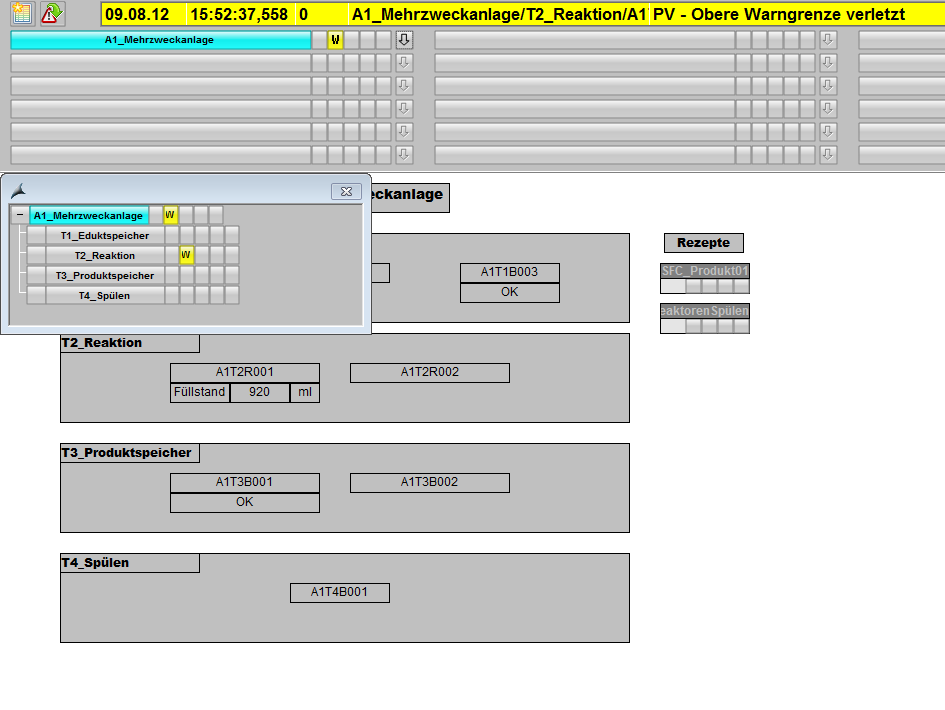 09.08.12 15:52:37,558 0 A1_Mehrzweckanlage/T2_Reaktion/A1 PV - Obere Warngrenze verletzt
A1_Mehrzweckanlage W
A1_Mehrzweckanlage W
T1_Eduktspeicher
T2_Reaktion W
T3_Produktspeicher
T4_Spülen
eckanlage
A1T1B003
OK
Rezepte
SFC_Produkt01
eaktorenSpulen
T2_Reaktion
A1T2R001 A1T2R002
Füllstand 920 ml
T3_Produktspeicher
A1T3B001 A1T3B002
OK
T4_Spülen
A1T4B001